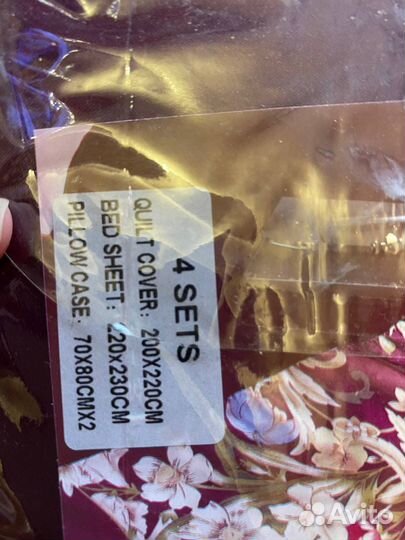 4 SETS
QUILT COVER: 200X220CM
BED SHEET: 220x230CM
PILLOW CASE: 70X80CMX2
Avito